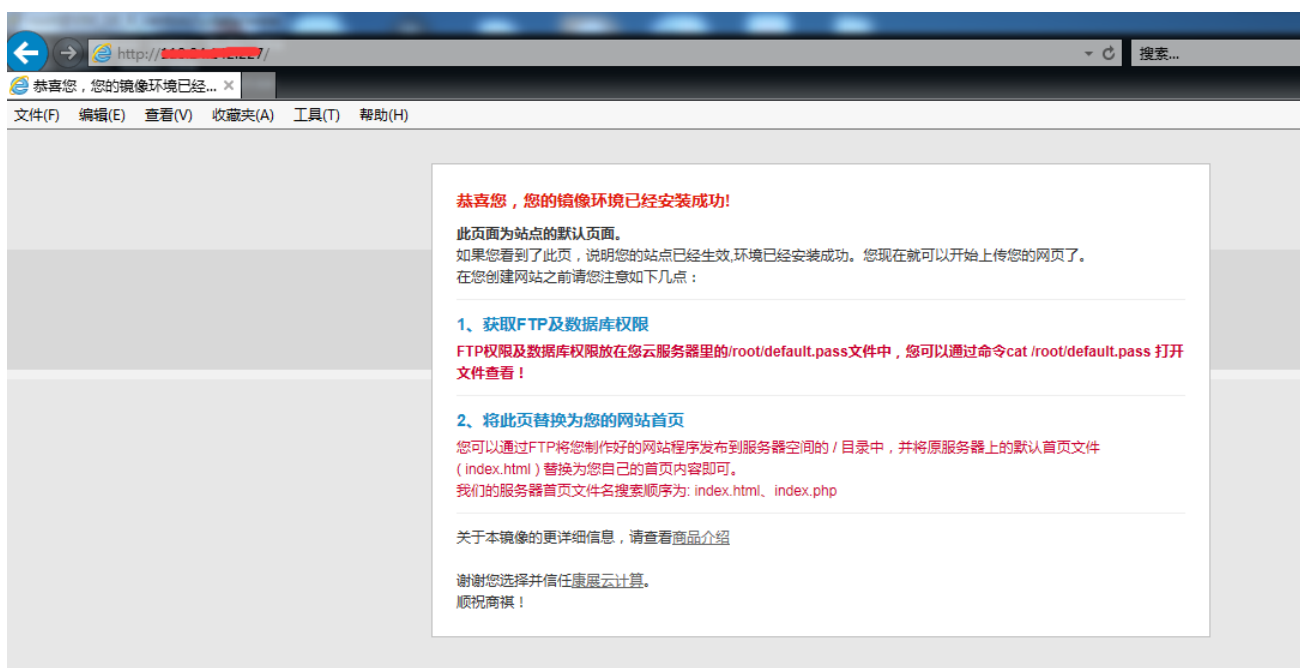 http://
搜索...
恭喜您，您的镜像环境已经...
文件(F) 编辑(E) 查看(V) 收藏夹(A) 工具(T) 帮助(H)
恭喜您，您的镜像环境已经安装成功!
此页面为站点的默认页面。
如果您看到了此页，说明您的站点已经生效,环境已经安装成功。您现在就可以开始上传您的网页了。
在您创建网站之前请您注意如下几点：
1、获取FTP及数据库权限
FTP权限及数据库权限放在您云服务器里的/root/default.pass文件中，您可以通过命令cat /root/default.pass 打开
文件查看！
2、将此页替换为您的网站首页
您可以通过FTP将您制作好的网站程序发布到服务器空间的 / 目录中，并将原服务器上的默认首页文件
( index.html ) 替换为您自己的首页内容即可。
我们的服务器首页文件名搜索顺序为: index.html、index.php
关于本镜像的更详细信息，请查看商品介绍
谢谢您选择并信任康展云计算。
顺祝商祺！